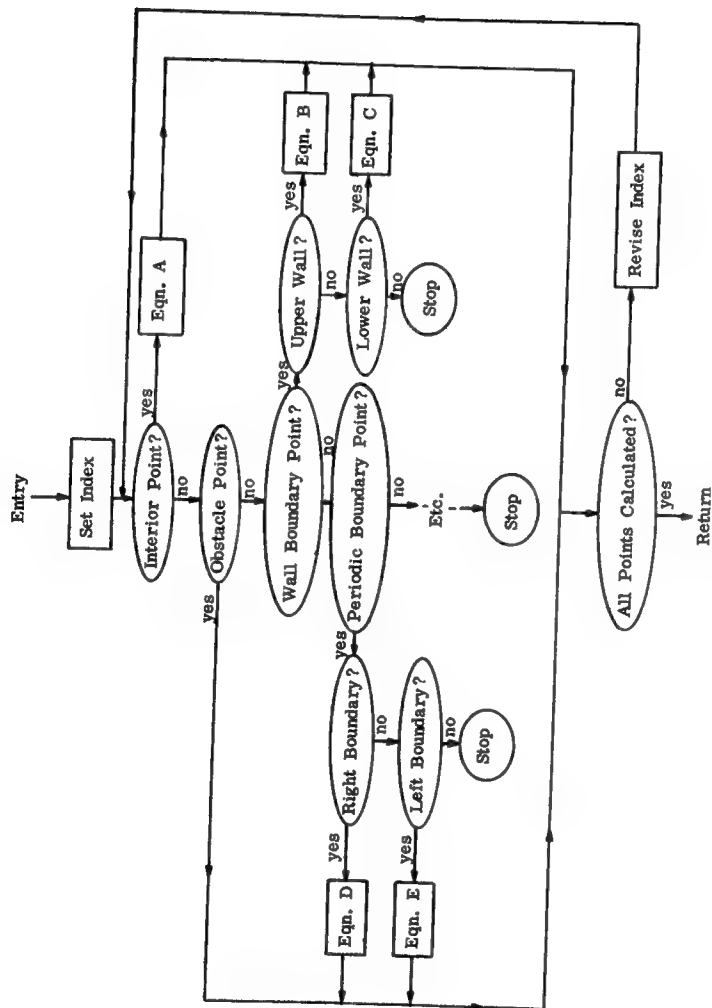 Entry
Set Index
Interior Point?
yes
Eqn. A
no
Obstacle Point?
yes
no
Wall Boundary Point?
yes
Upper Wall?
yes
Eqn. B
no
Lower Wall?
yes
Eqn. C
no
Stop
no
Periodic Boundary Point?
yes
Right Boundary?
yes
Eqn. D
no
Left Boundary?
yes
Eqn. E
no
Stop
no
Etc.
Stop
All Points Calculated?
no
Revise Index
yes
Return